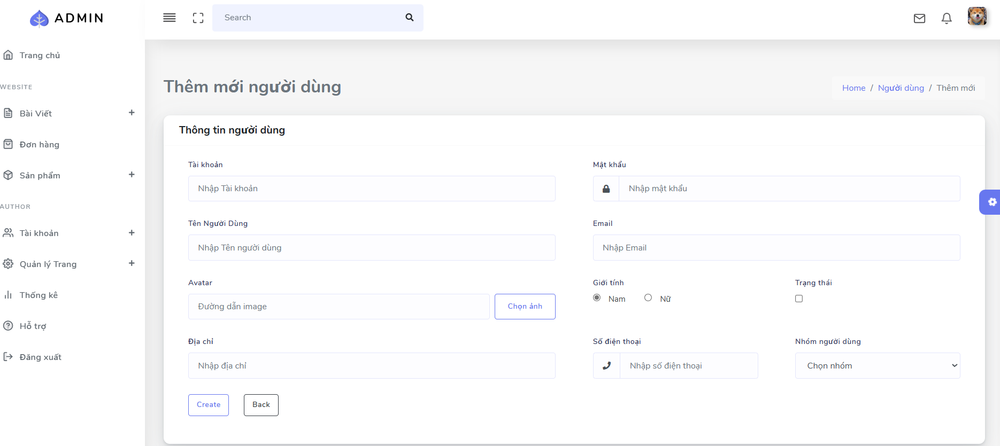 ADMIN
Search
Trang chủ
WEBSITE
Bài Viết
Đơn hàng
Sản phẩm
AUTHOR
Tài khoản
Quản lý Trang
Thống kê
Hỗ trợ
Đăng xuất
Thêm mới người dùng
Home / Người dùng / Thêm mới
Thông tin người dùng
Tài khoản
Nhập Tài khoản
Mật khẩu
Nhập mật khẩu
Tên Người Dùng
Nhập Tên người dùng
Email
Nhập Email
Avatar
Đường dẫn image
Chọn ảnh
Giới tính
Nam
Nữ
Trạng thái
Địa chỉ
Nhập địa chỉ
Số điện thoại
Nhập số điện thoại
Nhóm người dùng
Chọn nhóm
Create
Back